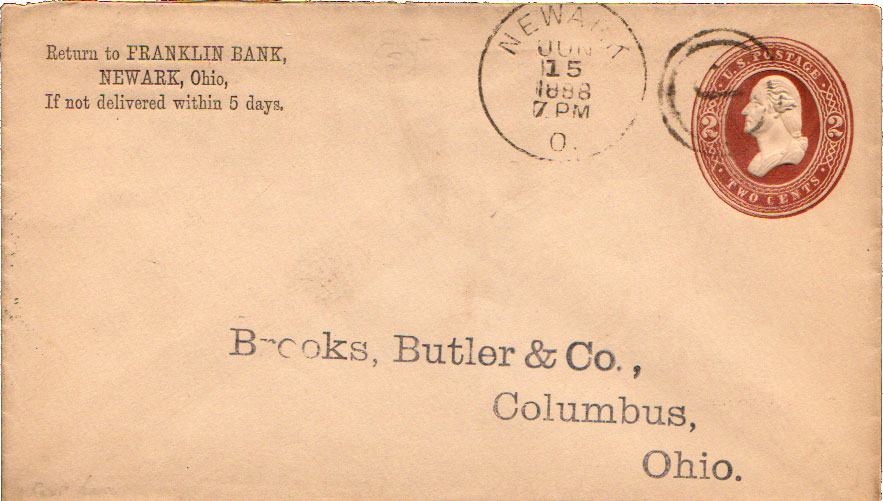 Return to FRANKLIN BANK,
NEWARK, Ohio,
If not delivered within 5 days.
NEWARK
JUN
15
1888
7 PM
O.
U.S. POSTAGE
2 2
TWO CENTS
Brooks, Butler & Co.,
Columbus,
Ohio.